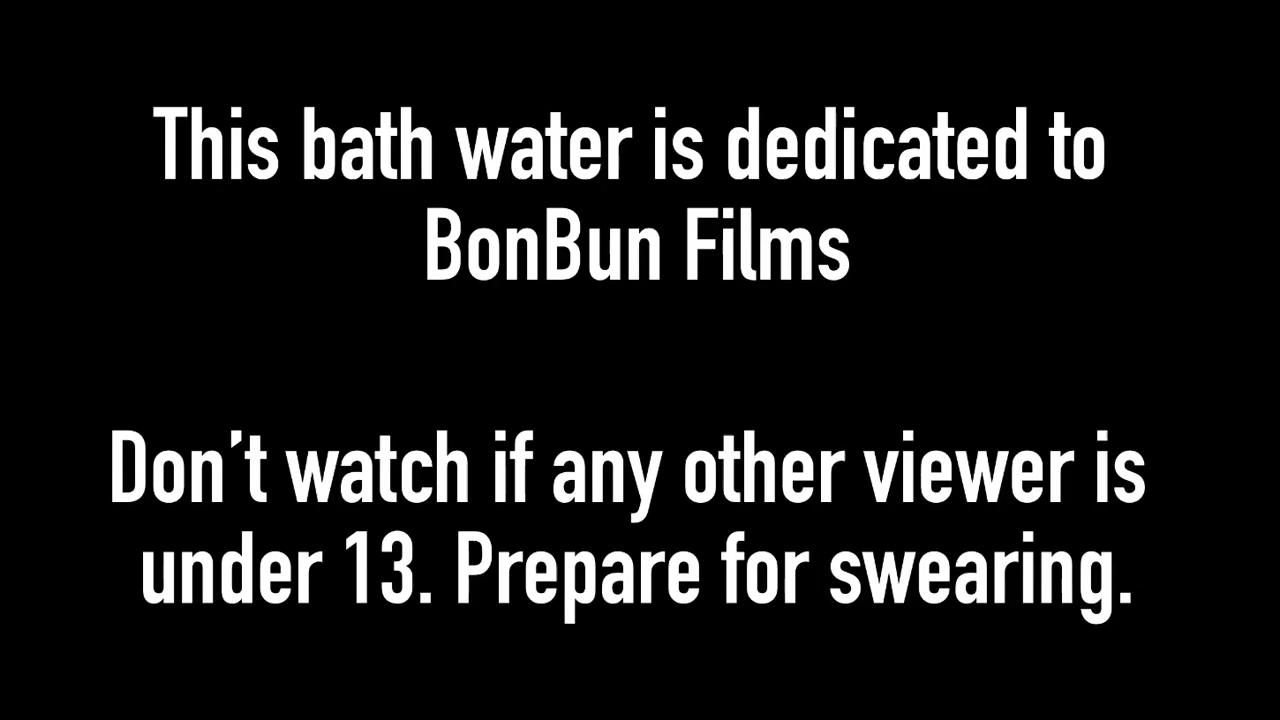 This bath water is dedicated to
BonBun Films
Don’t watch if any other viewer is
under 13. Prepare for swearing.